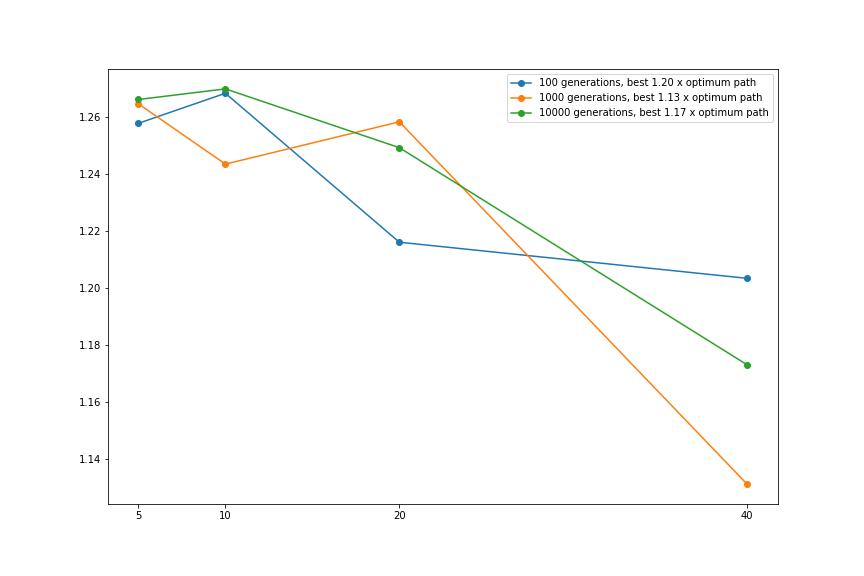 100 generations, best 1.20 x optimum path
1000 generations, best 1.13 x optimum path
10000 generations, best 1.17 x optimum path
1.26
1.24
1.22
1.20
1.18
1.16
1.14
5 10 20 40